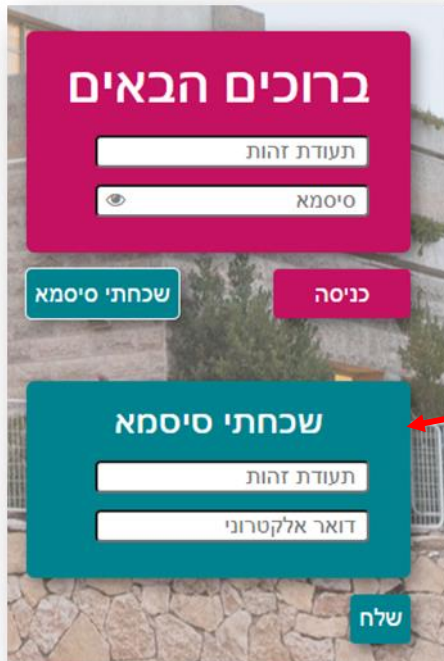 ברוכים הבאים
תעודת זהות
סיסמא
כניסה
שכחתי סיסמא
שכחתי סיסמא
תעודת זהות
דואר אלקטרוני
שלח